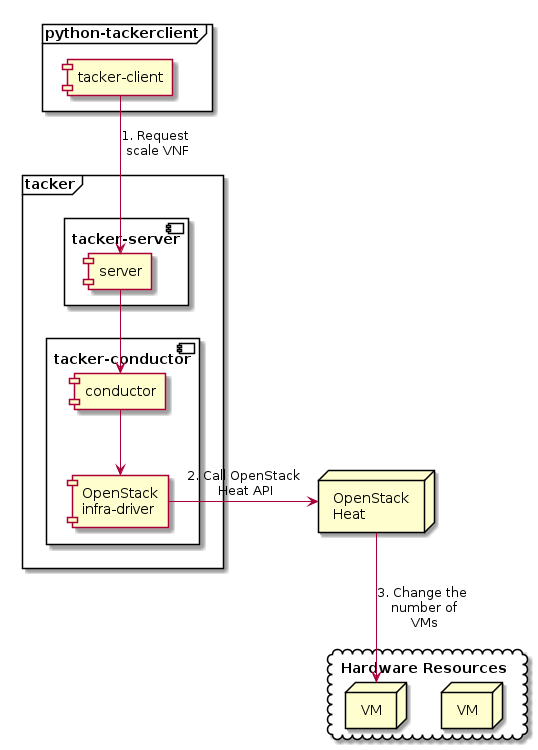 python-tackerclient
tacker-client
1. Request
scale VNF
tacker
tacker-server
server
tacker-conductor
conductor
OpenStack
infra-driver
2. Call OpenStack
Heat API
OpenStack
Heat
3. Change the
number of
VMs
Hardware Resources
VM
VM